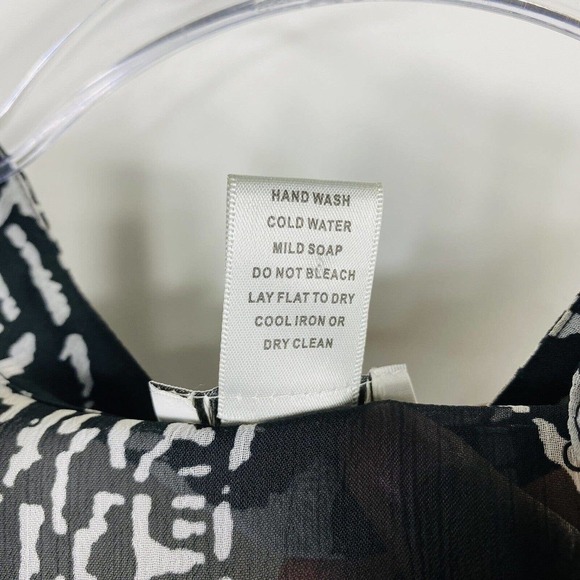 HAND WASH
COLD WATER
MILD SOAP
DO NOT BLEACH
LAY FLAT TO DRY
COOL IRON OR
DRY CLEAN